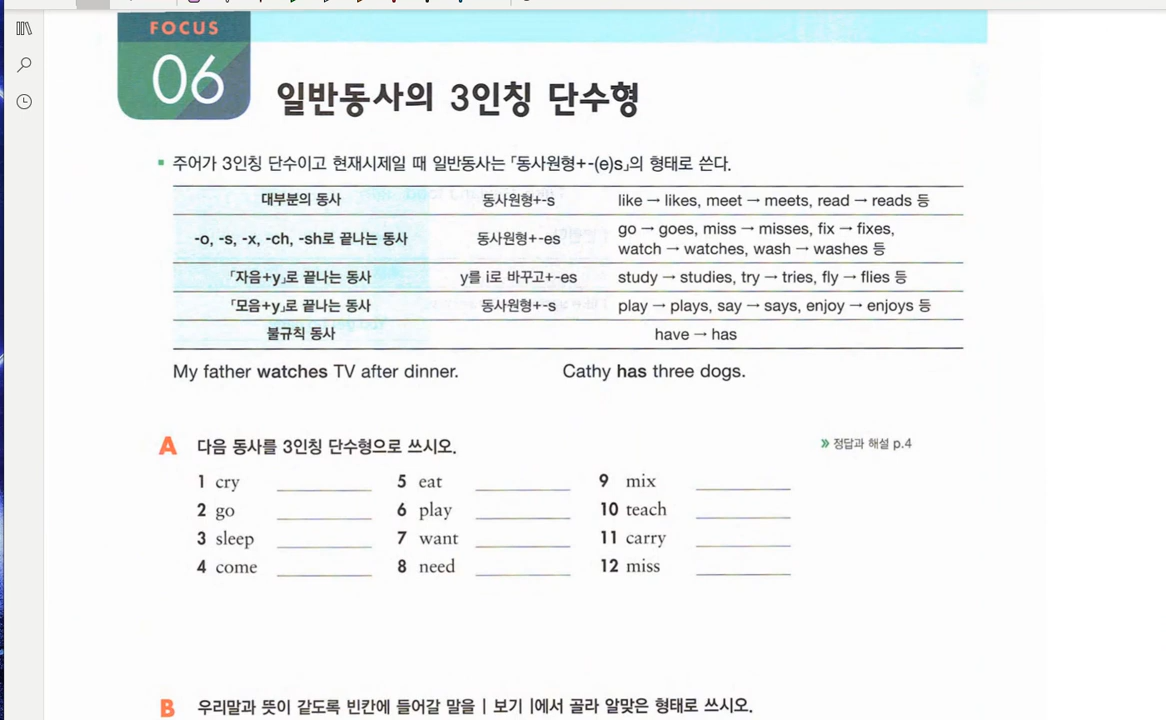 FOCUS
06
일반동사의 3인칭 단수형
▪ 주어가 3인칭 단수이고 현재시제일 때 일반동사는 「동사원형+-(e)s」의 형태로 쓴다.
대부분의 동사 동사원형+-s like → likes, meet → meets, read → reads 등
-o, -s, -x, -ch, -sh로 끝나는 동사 동사원형+-es go → goes, miss → misses, fix → fixes,
watch → watches, wash → washes 등
「자음+y」로 끝나는 동사 y를 i로 바꾸고+-es study → studies, try → tries, fly → flies 등
「모음+y」로 끝나는 동사 동사원형+-s play → plays, say → says, enjoy → enjoys 등
불규칙 동사 have → has
My father watches TV after dinner. Cathy has three dogs.
A 다음 동사를 3인칭 단수형으로 쓰시오. » 정답과 해설 p.4
1 cry 5 eat 9 mix
2 go 6 play 10 teach
3 sleep 7 want 11 carry
4 come 8 need 12 miss
B 우리말과 뜻이 같도록 빈칸에 들어갈 말을 | 보기 |에서 골라 알맞은 형태로 쓰시오.